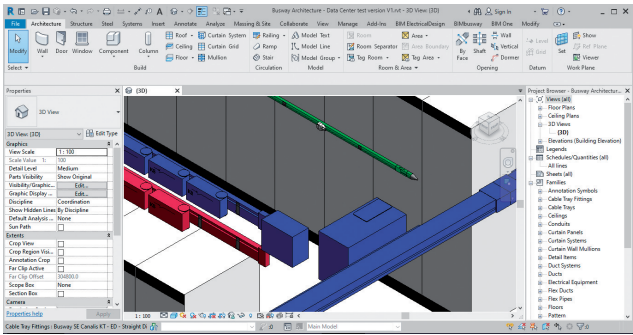 Busway Architecture - Data Center test version V1.rvt - 3D View: {3D}
Sign In
File Architecture Structure Steel Systems Insert Annotate Analyze Massing & Site Collaborate View Manage Add-Ins BIM ElectricalDesign BIMbusway BIM One Modify
Modify Wall Door Window Component Column
Roof Ceiling Floor
Curtain System Curtain Grid Mullion
Railing Ramp Stair
Model Text Model Line Model Group
Room Room Separator Tag Room
Area Area Boundary Tag Area
By Face Shaft Wall Vertical Dormer
Level Grid
Set Show Ref Plane Viewer
Select Build Circulation Model Room & Area Opening Datum Work Plane
Properties
3D View
3D View: {3D} Edit Type
Graphics
View Scale 1 : 100
Scale Value 1: 100
Detail Level Medium
Parts Visibility Show Original
Visibility/Graphic... Edit...
Graphic Display ... Edit...
Discipline Coordination
Show Hidden Lines By Discipline
Default Analysis ... None
Sun Path
Extents
Crop View
Crop Region Visi...
Annotation Crop
Far Clip Active
Far Clip Offset 304800.0
Scope Box None
Section Box
Camera
Properties help Apply
{3D}
1 : 100
Project Browser - Busway Architectur...
Views (all)
Floor Plans
Ceiling Plans
3D Views
{3D}
Elevations (Building Elevation)
Legends
Schedules/Quantities (all)
All lines
Sheets (all)
Families
Annotation Symbols
Cable Tray Fittings
Cable Trays
Ceilings
Conduits
Curtain Panels
Curtain Systems
Curtain Wall Mullions
Detail Items
Duct Systems
Ducts
Electrical Equipment
Flex Ducts
Flex Pipes
Floors
Pattern
Cable Tray Fittings : Busway SE Canalis KT - ED - Straight Di
:0
Main Model
:0